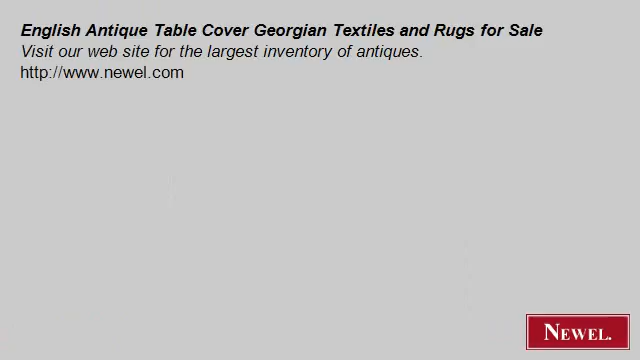 English Antique Table Cover Georgian Textiles and Rugs for Sale
Visit our web site for the largest inventory of antiques.
http://www.newel.com
NEWEL.